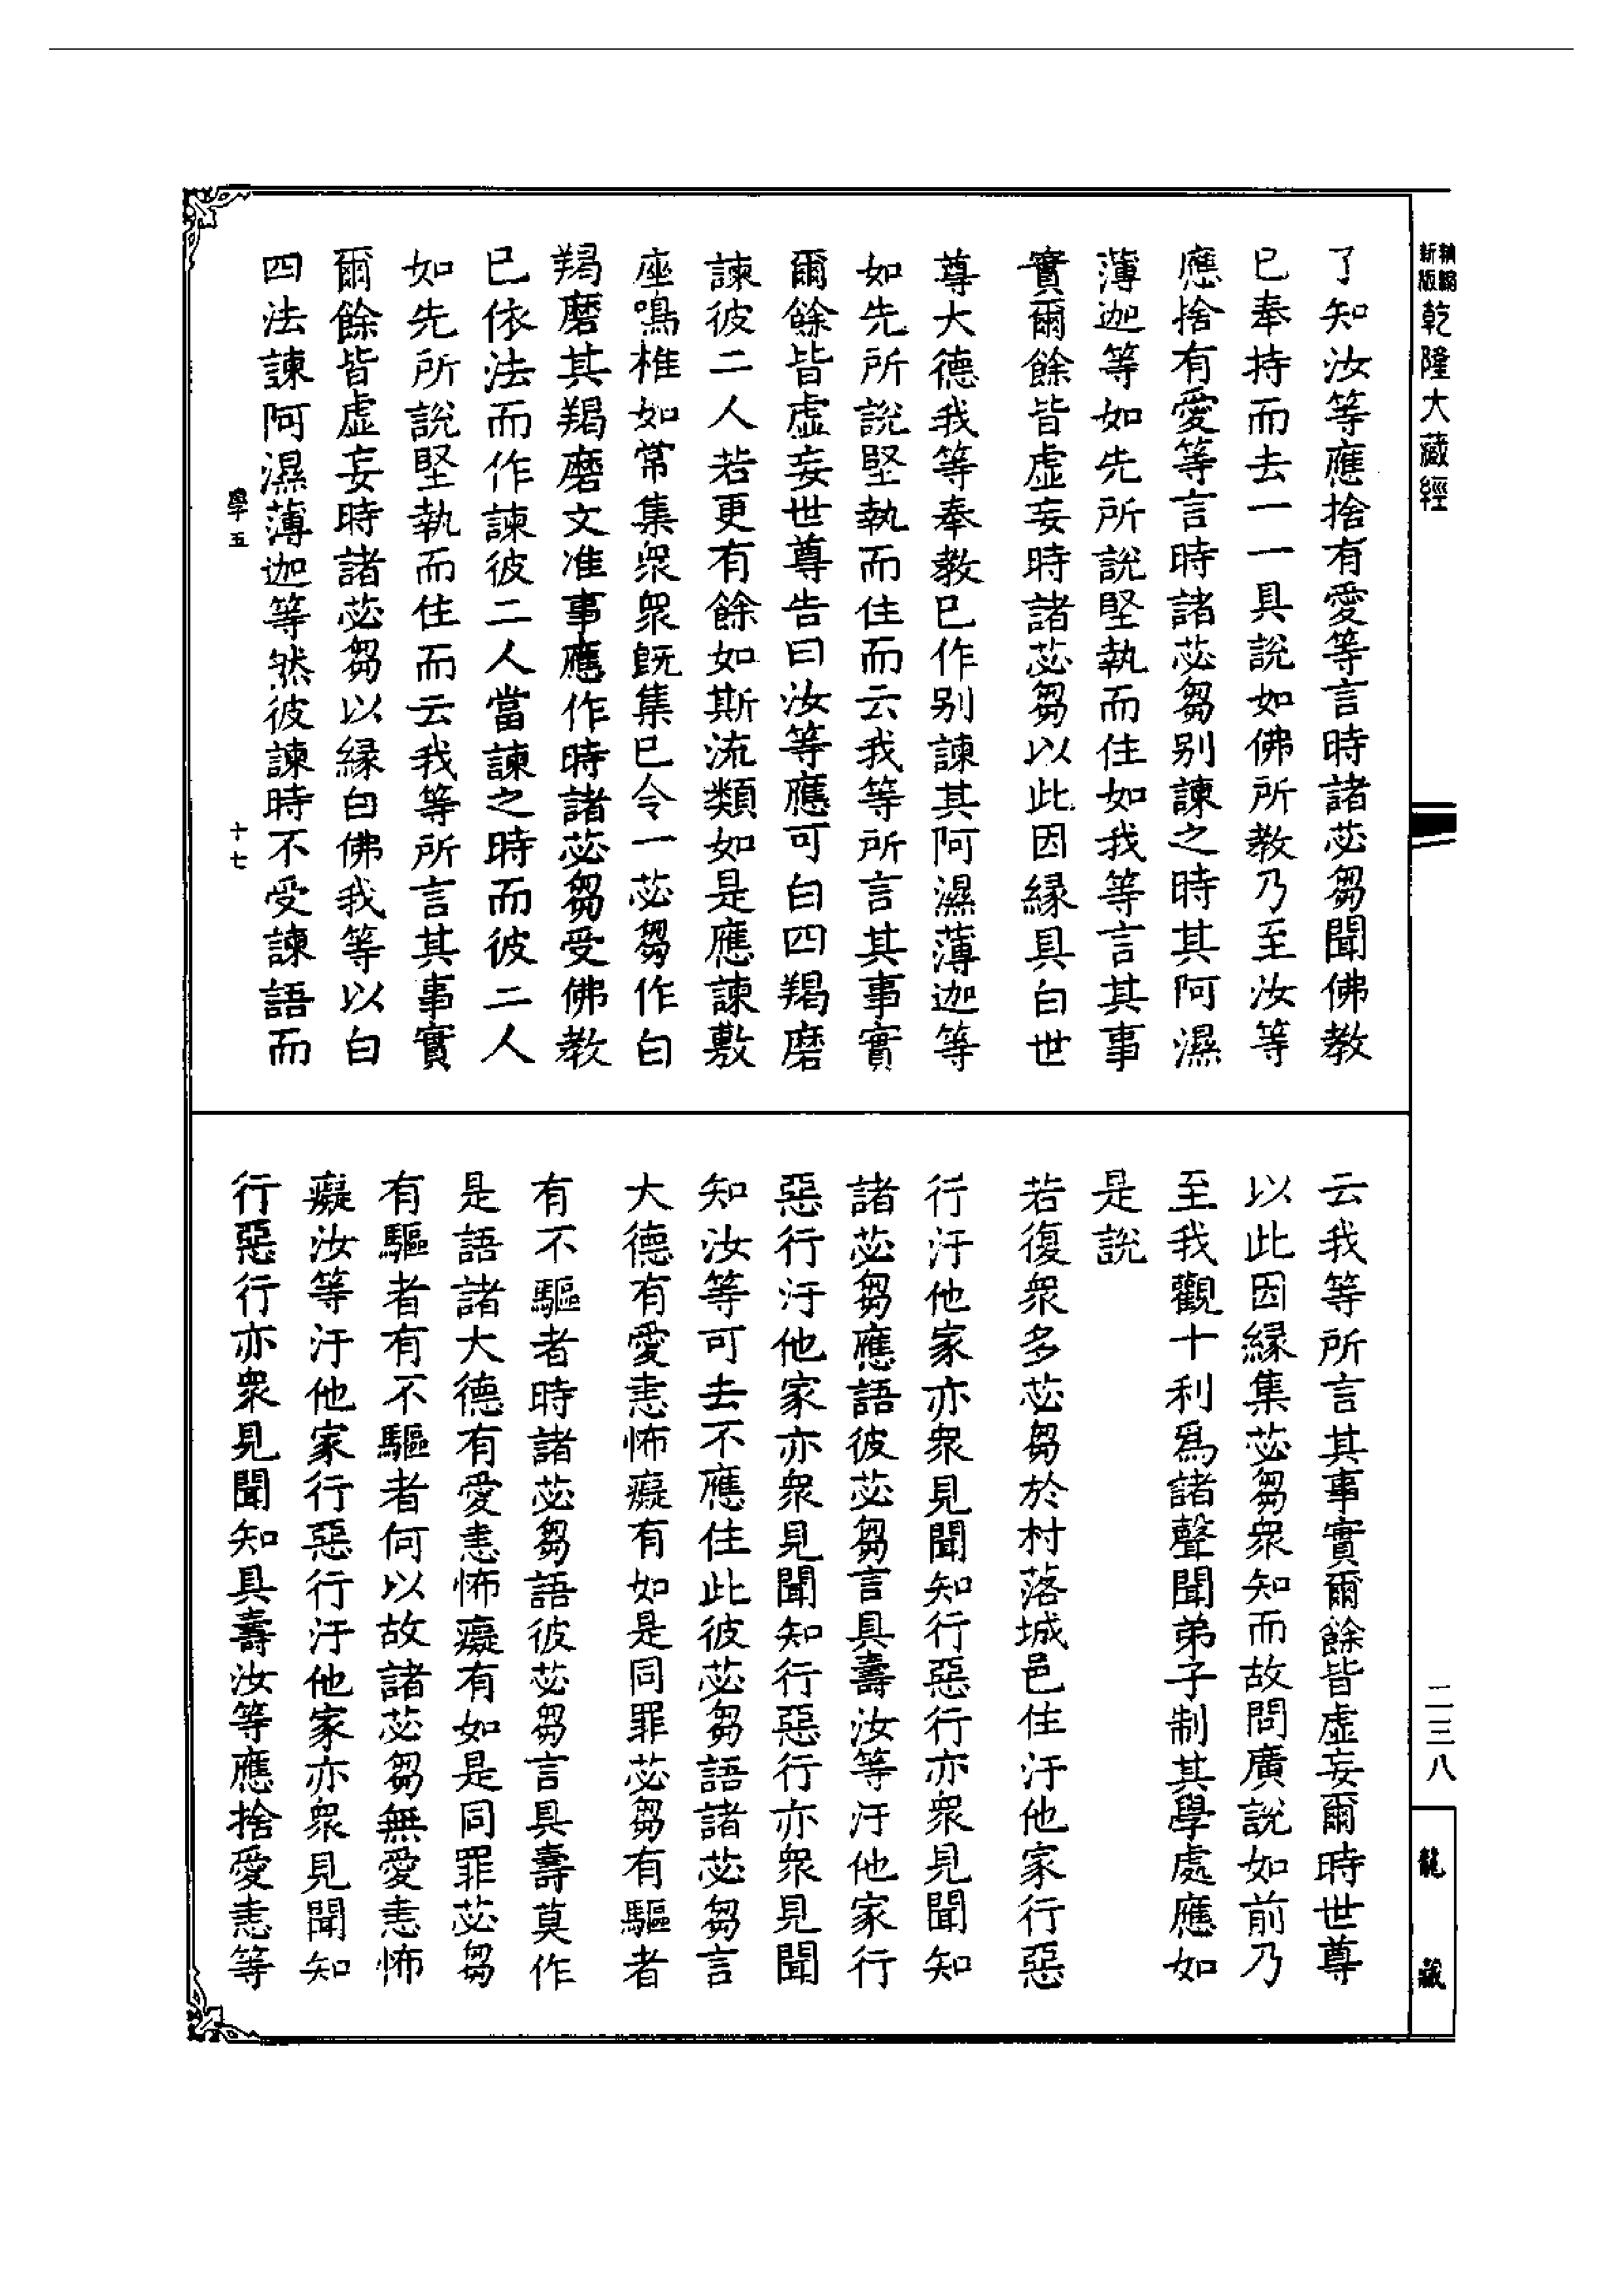 新縮
版縮
乾隆大藏經
了知汝等應捨有愛等言時諸苾芻聞佛教
已奉持而去一一具說如佛所教乃至汝等
應捨有愛等言時諸苾芻別諫之時其阿濕
薄迦等如先所說堅執而住如我等言其事
實爾餘皆虛妄時諸苾芻以此因緣具白世
尊大德我等奉教已作別諫其阿濕薄迦等
如先所說堅執而住而云我等所言其事實
爾餘皆虛妄世尊告曰汝等應可白四羯磨
諫彼二人若更有餘如斯流類如是應諫敷
座鳴椎如常集眾眾既集已令一苾芻作白
羯磨其羯磨文准事應作時諸苾芻受佛教
已依法而作諫彼二人當諫之時而彼二人
如先所說堅執而住而云我等所言其事實
爾餘皆虛妄時諸苾芻以緣白佛我等以白
四法諫阿濕薄迦等然彼諫時不受諫語而
學五 十七
云我等所言其事實爾餘皆虛妄爾時世尊
以此因緣集苾芻眾知而故問廣說如前乃
至我觀十利為諸聲聞弟子制其學處應如
是說
若復眾多苾芻於村落城邑住汙他家行惡
行汙他家亦眾見聞知行惡行亦眾見聞知
諸苾芻應語彼苾芻言具壽汝等汙他家行
惡行汙他家亦眾見聞知行惡行亦眾見聞
知汝等可去不應住此彼苾芻語諸苾芻言
大德有愛恚怖癡有如是同罪苾芻有驅者
有不驅者時諸苾芻語彼苾芻言具壽莫作
是語諸大德有愛恚怖癡有如是同罪苾芻
有驅者有不驅者何以故諸苾芻無愛恚怖
癡汝等汙他家行惡行汙他家亦眾見聞知
行惡行亦眾見聞知具壽汝等應捨愛恚等
二三八
龍藏